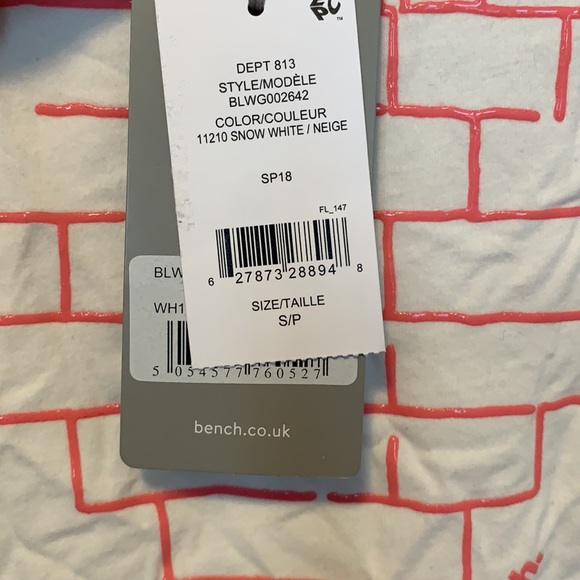 PC™
DEPT 813
STYLE/MODÈLE
BLWG002642
COLOR/COULEUR
11210 SNOW WHITE / NEIGE
SP18
FL_147
6 27873 28894 8
SIZE/TAILLE
S/P
BLW
WH1
5 054577 760527
bench.co.uk
n.